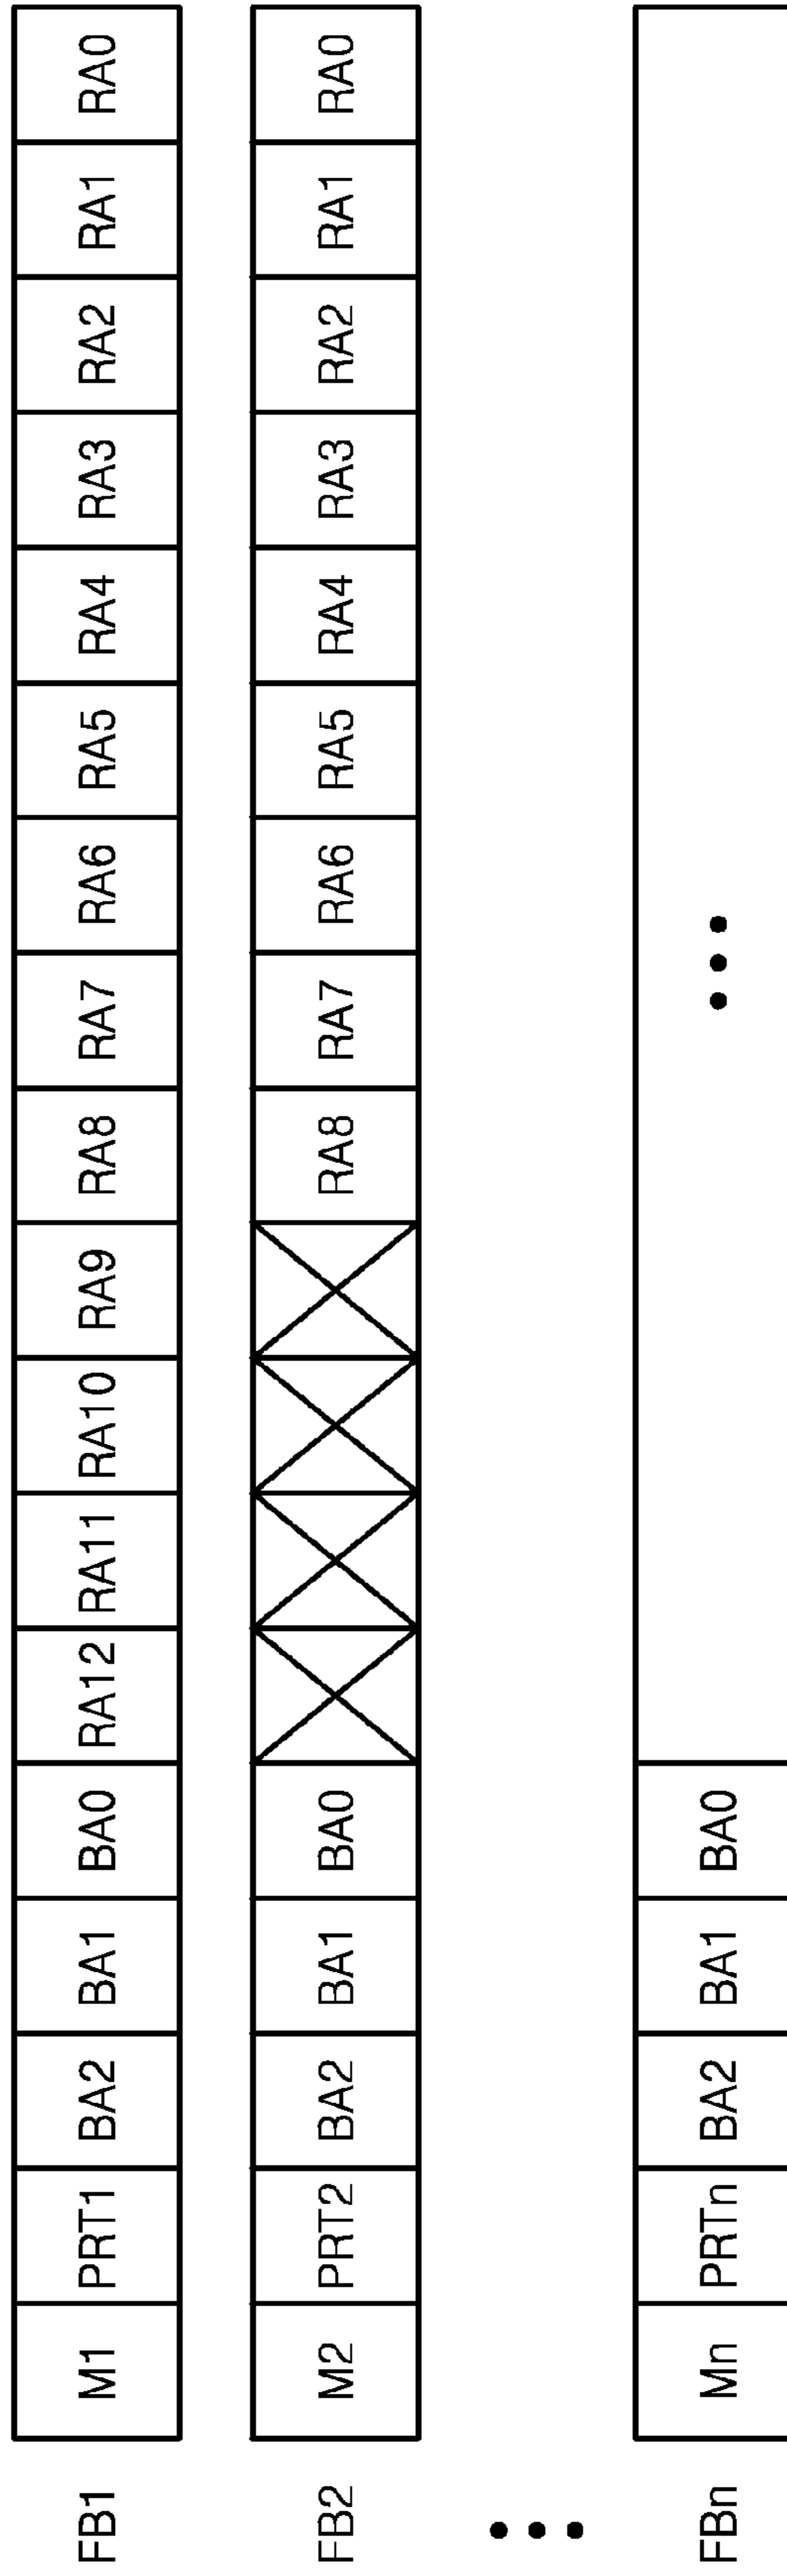 FB1 M1 PRT1 BA2 BA1 BA0 RA12 RA11 RA10 RA9 RA8 RA7 RA6 RA5 RA4 RA3 RA2 RA1 RA0
FB2 M2 PRT2 BA2 BA1 BA0 RA8 RA7 RA6 RA5 RA4 RA3 RA2 RA1 RA0
FBn Mn PRTn BA2 BA1 BA0